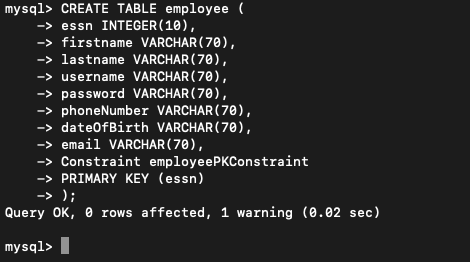 mysql> CREATE TABLE employee (
    -> essn INTEGER(10),
    -> firstname VARCHAR(70),
    -> lastname VARCHAR(70),
    -> username VARCHAR(70),
    -> password VARCHAR(70),
    -> phoneNumber VARCHAR(70),
    -> dateOfBirth VARCHAR(70),
    -> email VARCHAR(70),
    -> Constraint employeePKConstraint
    -> PRIMARY KEY (essn)
    -> );
Query OK, 0 rows affected, 1 warning (0.02 sec)
mysql>